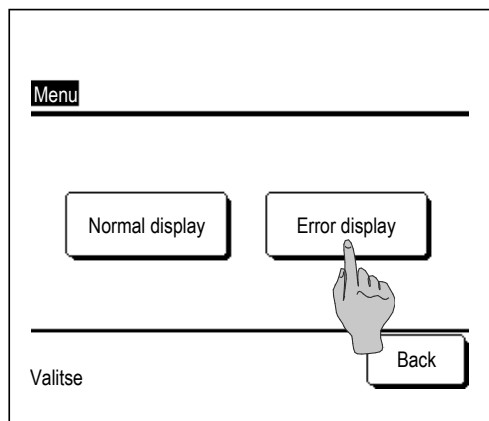 Menu
Normal display
Error display
Back
Valitse